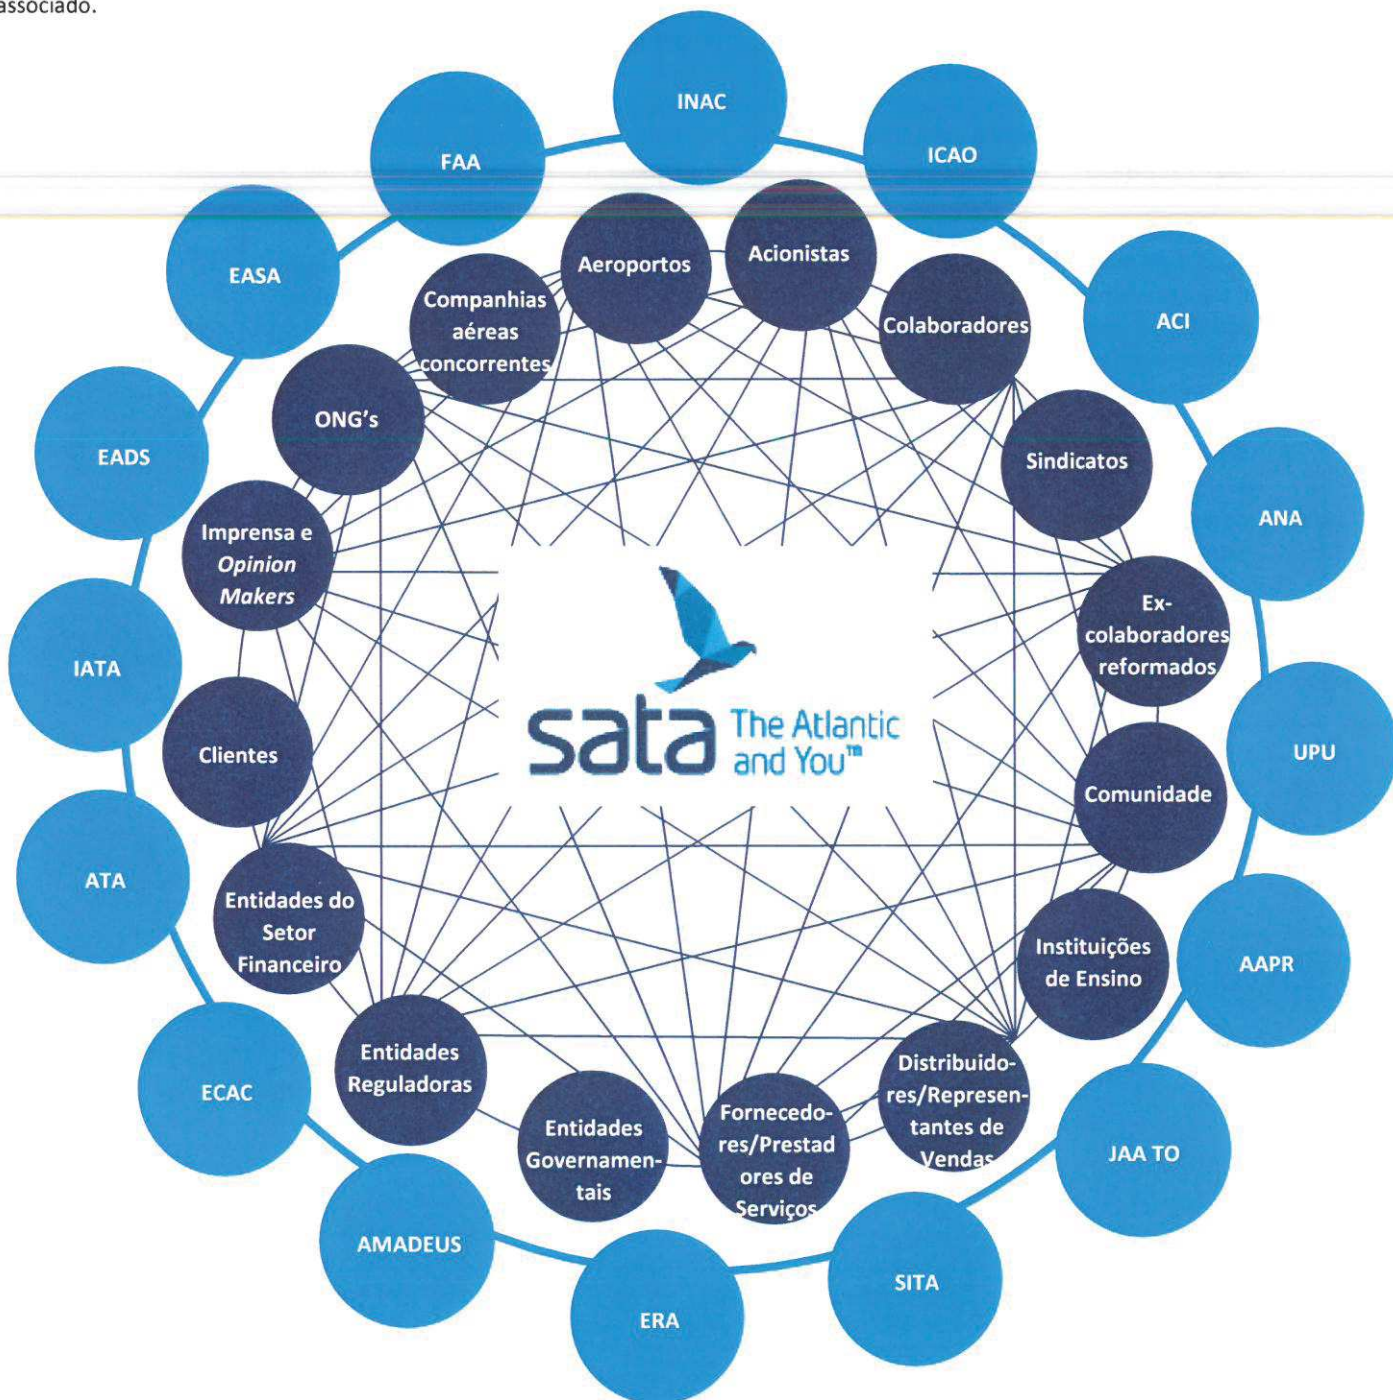 associado.
INAC
FAA
ICAO
EASA
Aeroportos
Acionistas
Companhias
aéreas
concorrentes
Colaboradores
ACI
ONG's
EADS
Sindicatos
ANA
Imprensa e
Opinion
Makers
Ex-
colaboradores
reformados
IATA
sata
The Atlantic
and You™
Clientes
Comunidade
UPU
ATA
Entidades do
Setor
Financeiro
Instituições
de Ensino
AAPR
Entidades
Reguladoras
Distribuido-
res/Represen-
tantes de
Vendas
ECAC
Entidades
Governamen-
tais
Fornecedo-
res/Prestad
ores de
Serviços
JAA TO
AMADEUS
SITA
ERA